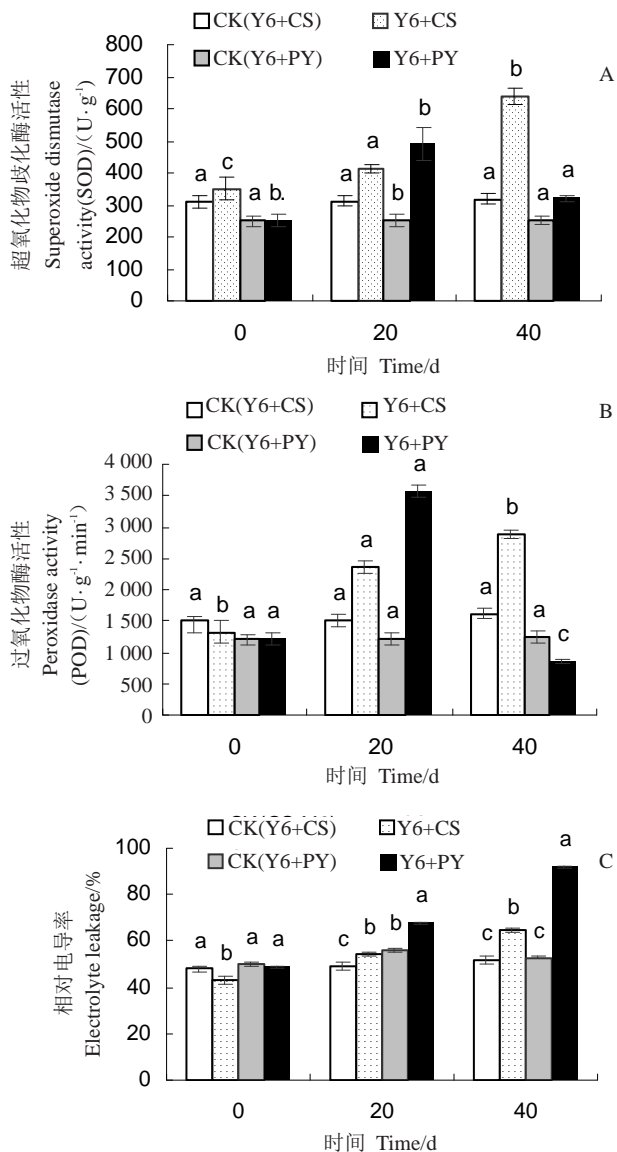 CK(Y6+CS) Y6+CS
CK(Y6+PY) Y6+PY
A
超氧化物歧化酶活性
Superoxide dismutase
activity(SOD)/(U·g⁻¹)
800
700
600
500
400
300
200
100
0
a c a b.
a a b b
a b a a
0 20 40
时间 Time/d
CK(Y6+CS) Y6+CS
CK(Y6+PY) Y6+PY
B
过氧化物酶活性
Peroxidase activity
(POD)/(U·g⁻¹·min⁻¹)
4 000
3 500
3 000
2 500
2 000
1 500
1 000
500
0
a b a a
a a a a
a b a c
0 20 40
时间 Time/d
CK(Y6+CS) Y6+CS
CK(Y6+PY) Y6+PY
C
相对电导率
Electrolyte leakage/%
100
80
60
40
20
0
a b a a
c b b a
c b c a
0 20 40
时间 Time/d